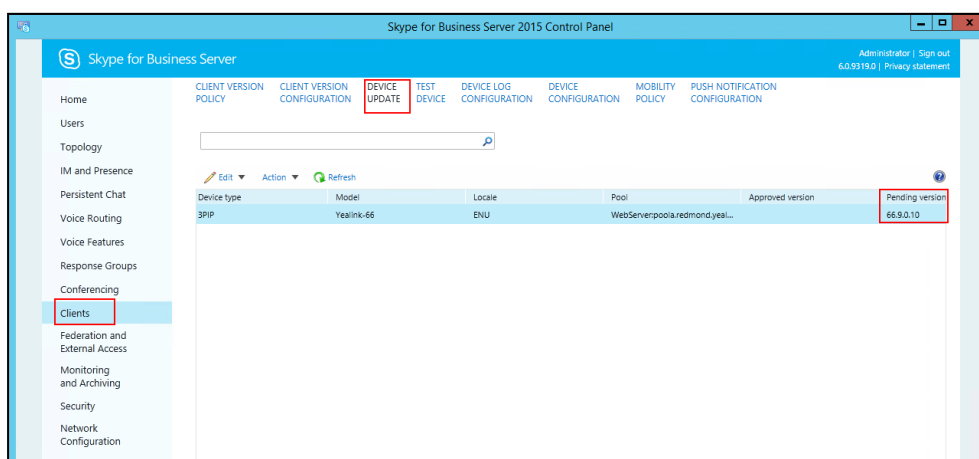 Skype for Business Server 2015 Control Panel
Skype for Business Server
Administrator | Sign out
6.0.9319.0 | Privacy statement
Home
Users
Topology
IM and Presence
Persistent Chat
Voice Routing
Voice Features
Response Groups
Conferencing
Clients
Federation and
External Access
Monitoring
and Archiving
Security
Network
Configuration
CLIENT VERSION
POLICY
CLIENT VERSION
CONFIGURATION
DEVICE
UPDATE
TEST
DEVICE
DEVICE LOG
CONFIGURATION
DEVICE
CONFIGURATION
MOBILITY
POLICY
PUSH NOTIFICATION
CONFIGURATION
Edit Action Refresh
Device type Model Locale Pool Approved version Pending version
3PIP Yealink-66 ENU WebServer:poola.redmond.yeal... 66.9.0.10